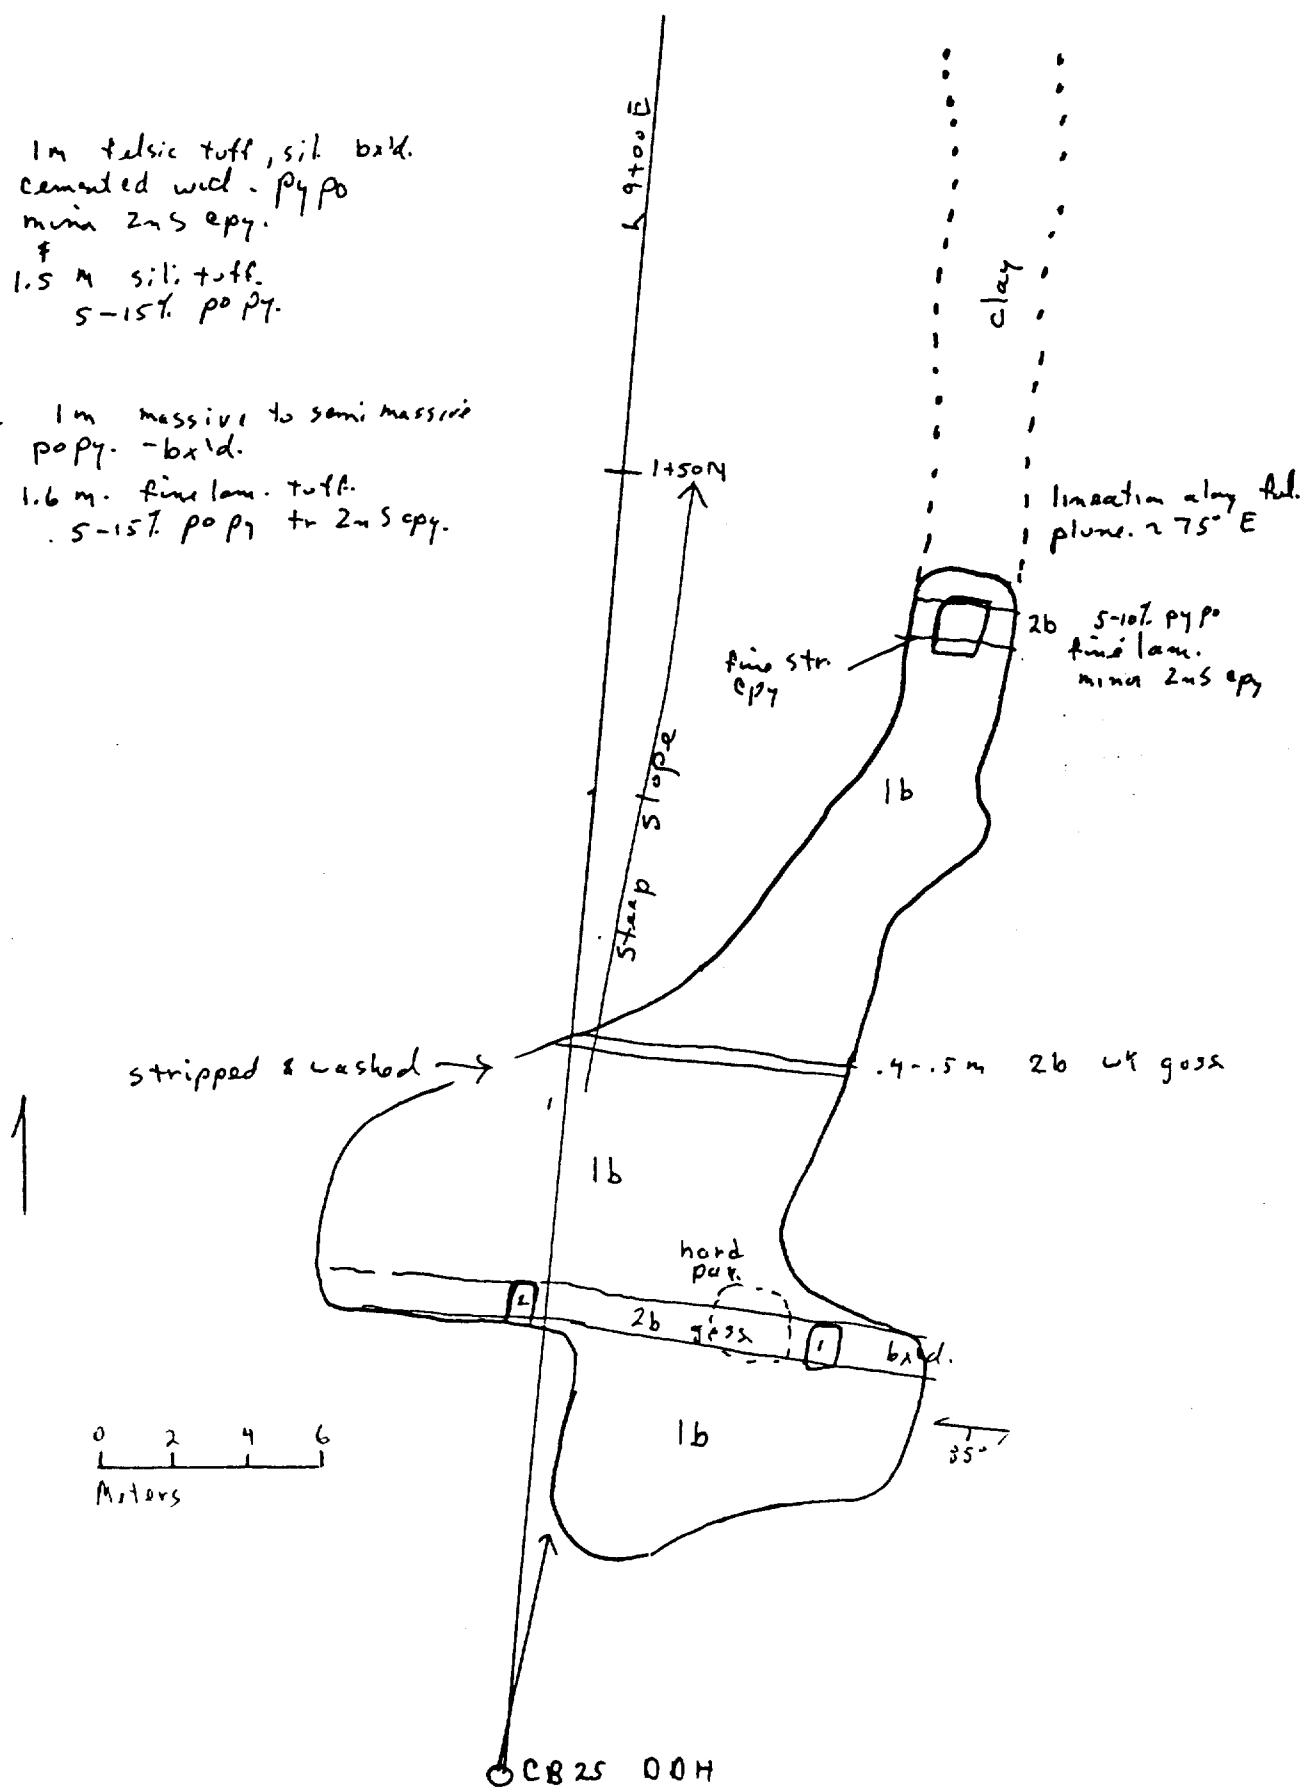 1m felsic tuff, sil. bx'd.
cemented wcd. py po
minor ZnS cpy.
&
1.5 m sili. tuff.
5-15% po py.
1m massive to semi massive
po py. - bx'd.
1.6 m. fine lam. tuff.
5-15% po py tr ZnS cpy.
L 9+00E
1+50N
clay
lineation along fol.
plune. ~ 75° E
2b 5-10% py po
fine lam.
minor ZnS cpy
fine str.
cpy
1b
steep slope
stripped & washed
.4-.5m 2b wk goss
1b
hard
pan
2
2b
goss
1
bx'd.
1b
35°
0 2 4 6
Meters
CB25 DDH